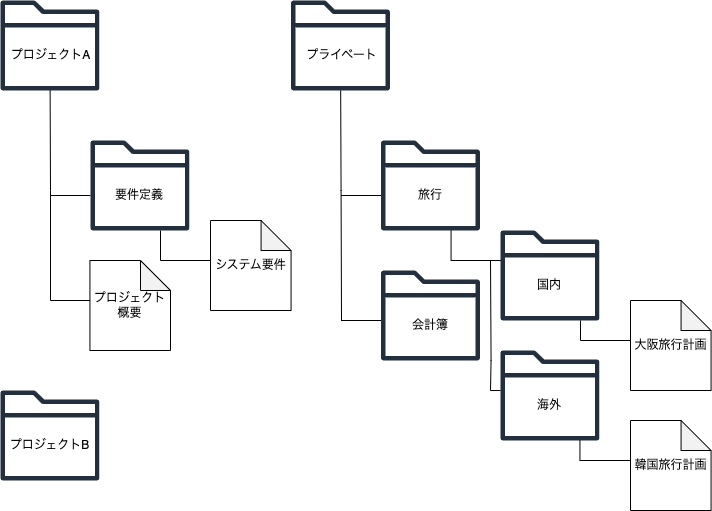 プロジェクトA
プライベート
要件定義
旅行
システム要件
国内
プロジェクト
概要
会計簿
大阪旅行計画
海外
プロジェクトB
韓国旅行計画